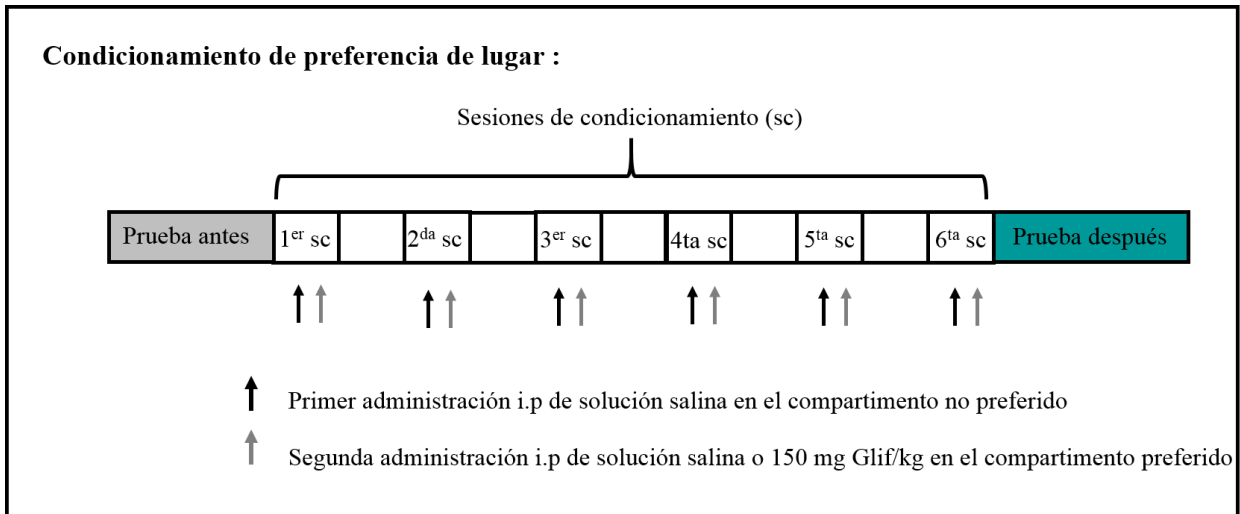 Condicionamiento de preferencia de lugar :
Sesiones de condicionamiento (sc)
Prueba antes 1er sc 2da sc 3er sc 4ta sc 5ta sc 6ta sc Prueba después
Primer administración i.p de solución salina en el compartimento no preferido
Segunda administración i.p de solución salina o 150 mg Glif/kg en el compartimento preferido